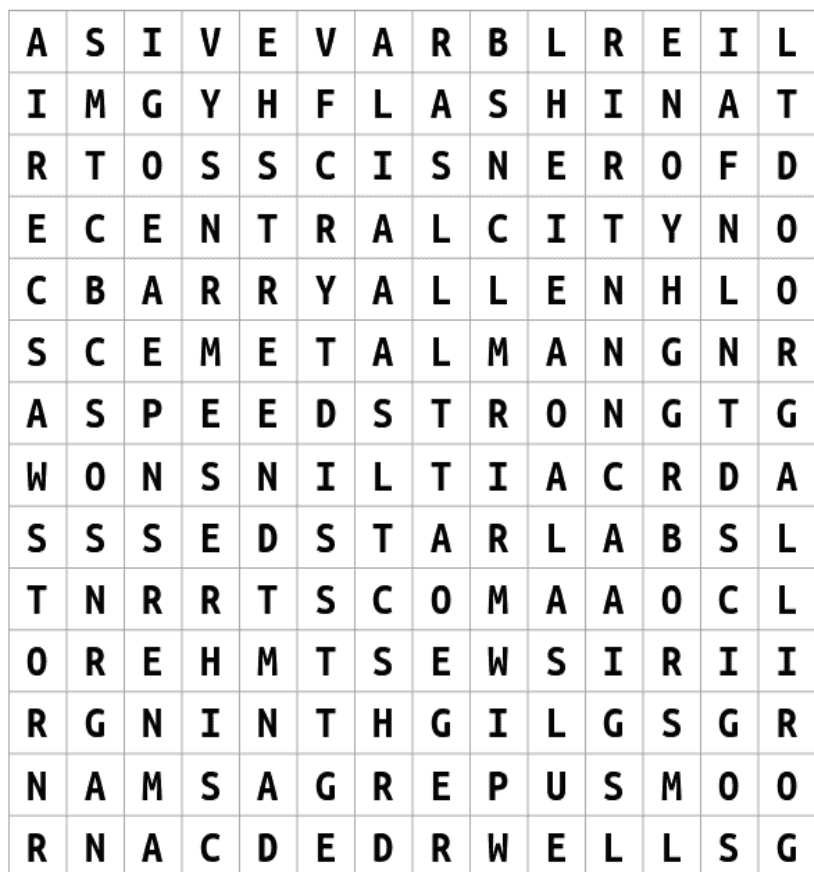 A S I V E V A R B L R E I L
I M G Y H F L A S H I N A T
R T O S S C I S N E R O F D
E C E N T R A L C I T Y N O
C B A R R Y A L L E N H L O
S C E M E T A L M A N G N R
A S P E E D S T R O N G T G
W O N S N I L T I A C R D A
S S S E D S T A R L A B S L
T N R R T S C O M A A O C L
O R E H M T S E W S I R I I
R G N I N T H G I L G S G R
N A M S A G R E P U S M O O
R N A C D E D R W E L L S G